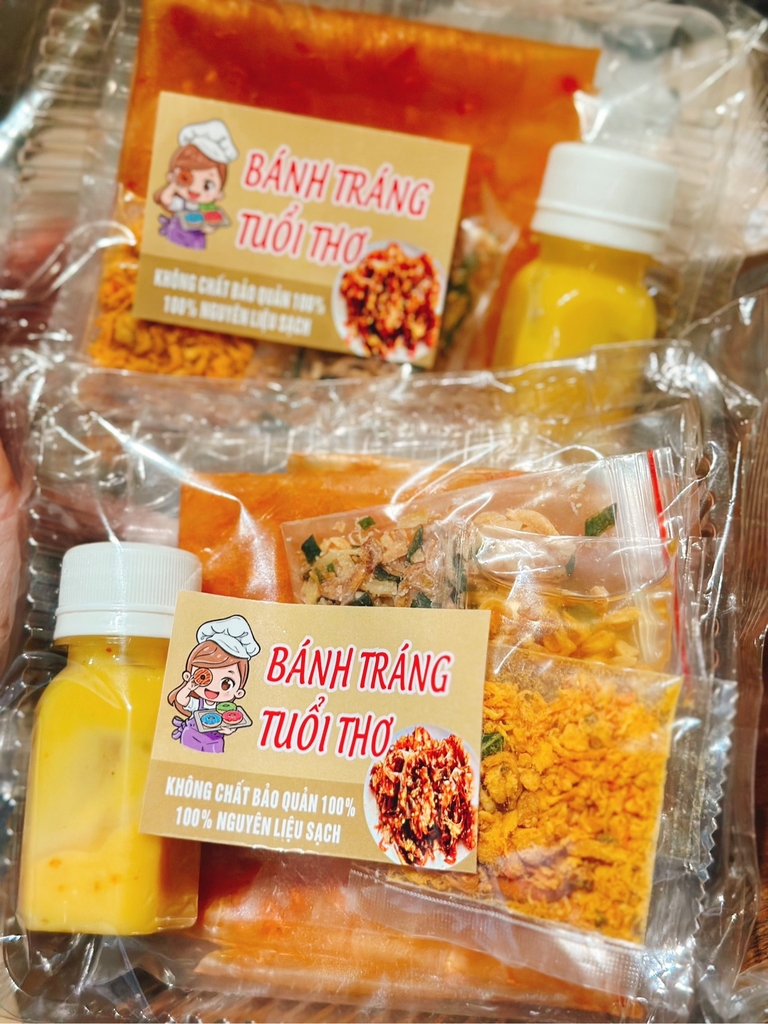 BÁNH TRÁNG
TUỔI THƠ
KHÔNG CHẤT BẢO QUẢN 100%
100% NGUYÊN LIỆU SẠCH
BÁNH TRÁNG
TUỔI THƠ
KHÔNG CHẤT BẢO QUẢN 100%
100% NGUYÊN LIỆU SẠCH